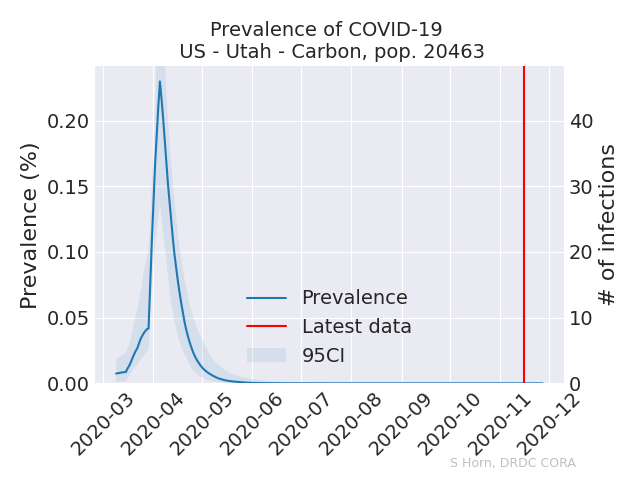 Prevalence of COVID-19
US - Utah - Carbon, pop. 20463
Prevalence (%)
0.20
0.15
0.10
0.05
0.00
40
30
20
10
0
# of infections
Prevalence
Latest data
95CI
2020-03
2020-04
2020-05
2020-06
2020-07
2020-08
2020-09
2020-10
2020-11
2020-12
S Horn, DRDC CORA